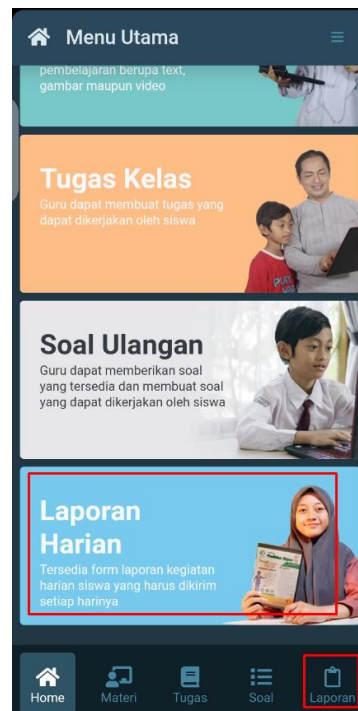 Menu Utama
pembelajaran berupa text,
gambar maupun video
Tugas Kelas
Guru dapat membuat tugas yang
dapat dikerjakan oleh siswa
Soal Ulangan
Guru dapat memberikan soal
yang tersedia dan membuat soal
yang dapat dikerjakan oleh siswa
Laporan
Harian
Tersedia form laporan kegiatan
harian siswa yang harus dikirim
setiap harinya
Home Materi Tugas Soal Laporan